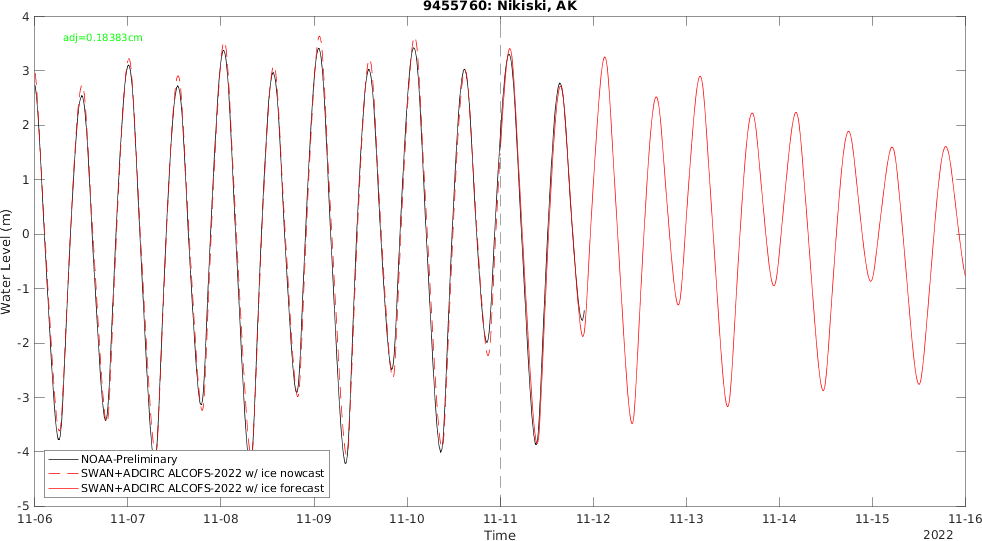 9455760: Nikiski, AK
adj=0.18383cm
4
3
2
1
0
-1
-2
-3
-4
-5
Water Level (m)
NOAA-Preliminary
SWAN+ADCIRC ALCOFS-2022 w/ ice nowcast
SWAN+ADCIRC ALCOFS-2022 w/ ice forecast
11-06 11-07 11-08 11-09 11-10 11-11 11-12 11-13 11-14 11-15 11-16
Time
2022